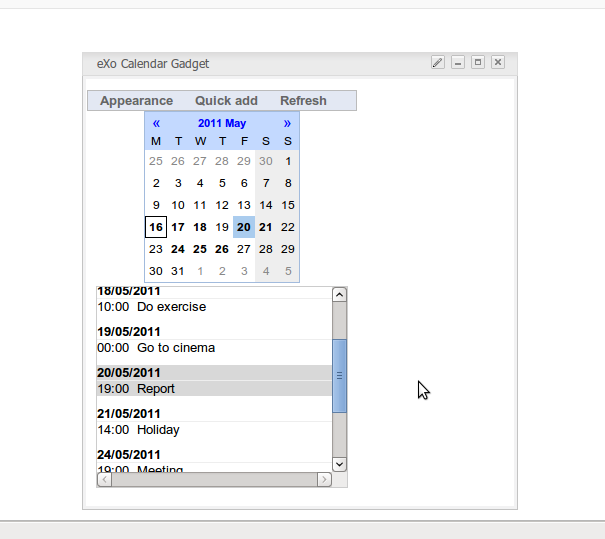 eXo Calendar Gadget
Appearance Quick add Refresh
« 2011 May »
M T W T F S S
25 26 27 28 29 30 1
2 3 4 5 6 7 8
9 10 11 12 13 14 15
16 17 18 19 20 21 22
23 24 25 26 27 28 29
30 31 1 2 3 4 5
18/05/2011
10:00 Do exercise
19/05/2011
00:00 Go to cinema
20/05/2011
19:00 Report
21/05/2011
14:00 Holiday
24/05/2011
19:00 Meeting